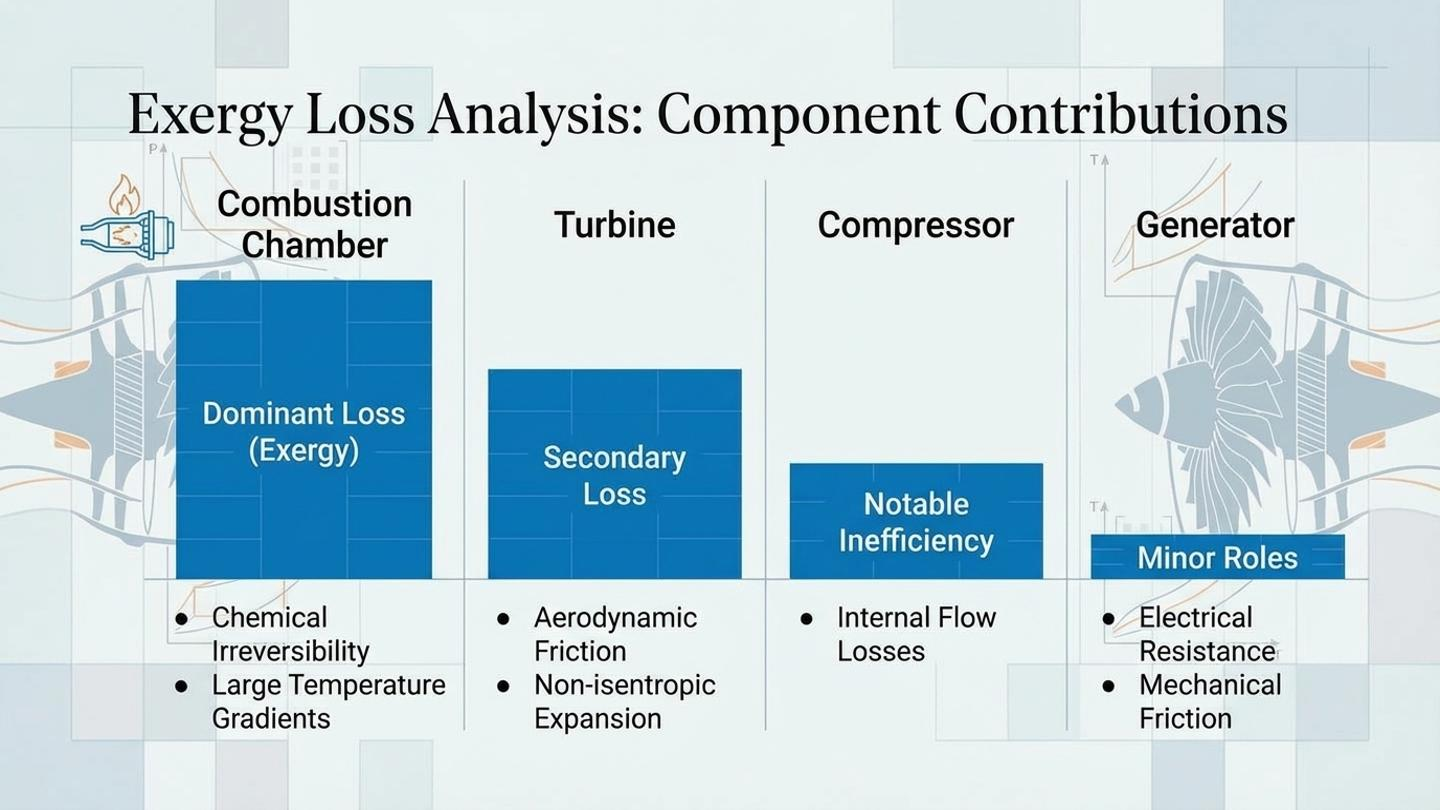 Exergy Loss Analysis: Component Contributions
P
T
Combustion
Chamber
Turbine
Compressor
Generator
Dominant Loss
(Exergy)
Secondary
Loss
Notable
Inefficiency
T
Minor Roles
• Chemical
Irreversibility
• Large Temperature
Gradients
• Aerodynamic
Friction
• Non-isentropic
Expansion
• Internal Flow
Losses
• Electrical
Resistance
• Mechanical
Friction